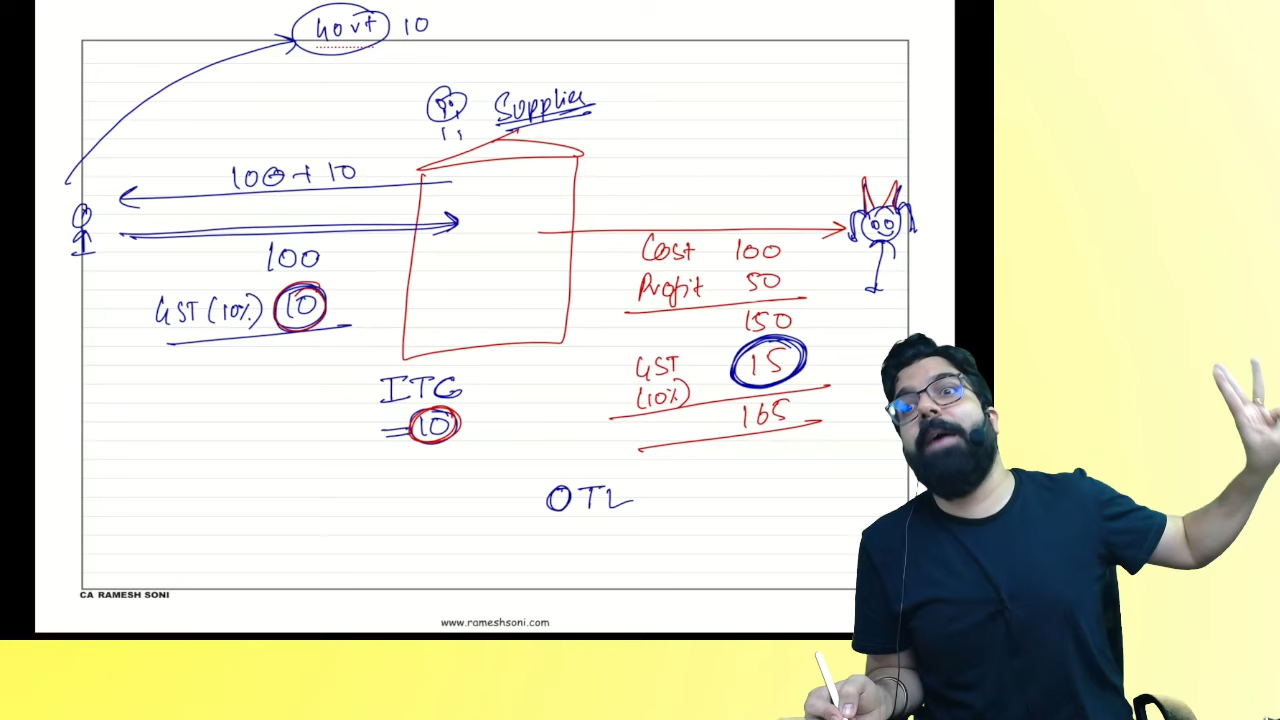 Govt 10
Supplier
100 + 10
100
GST (10%) 10
ITC
10
Cost 100
Profit 50
150
GST 15
(10%)
165
OTL
CA RAMESH SONI
www.rameshsoni.com